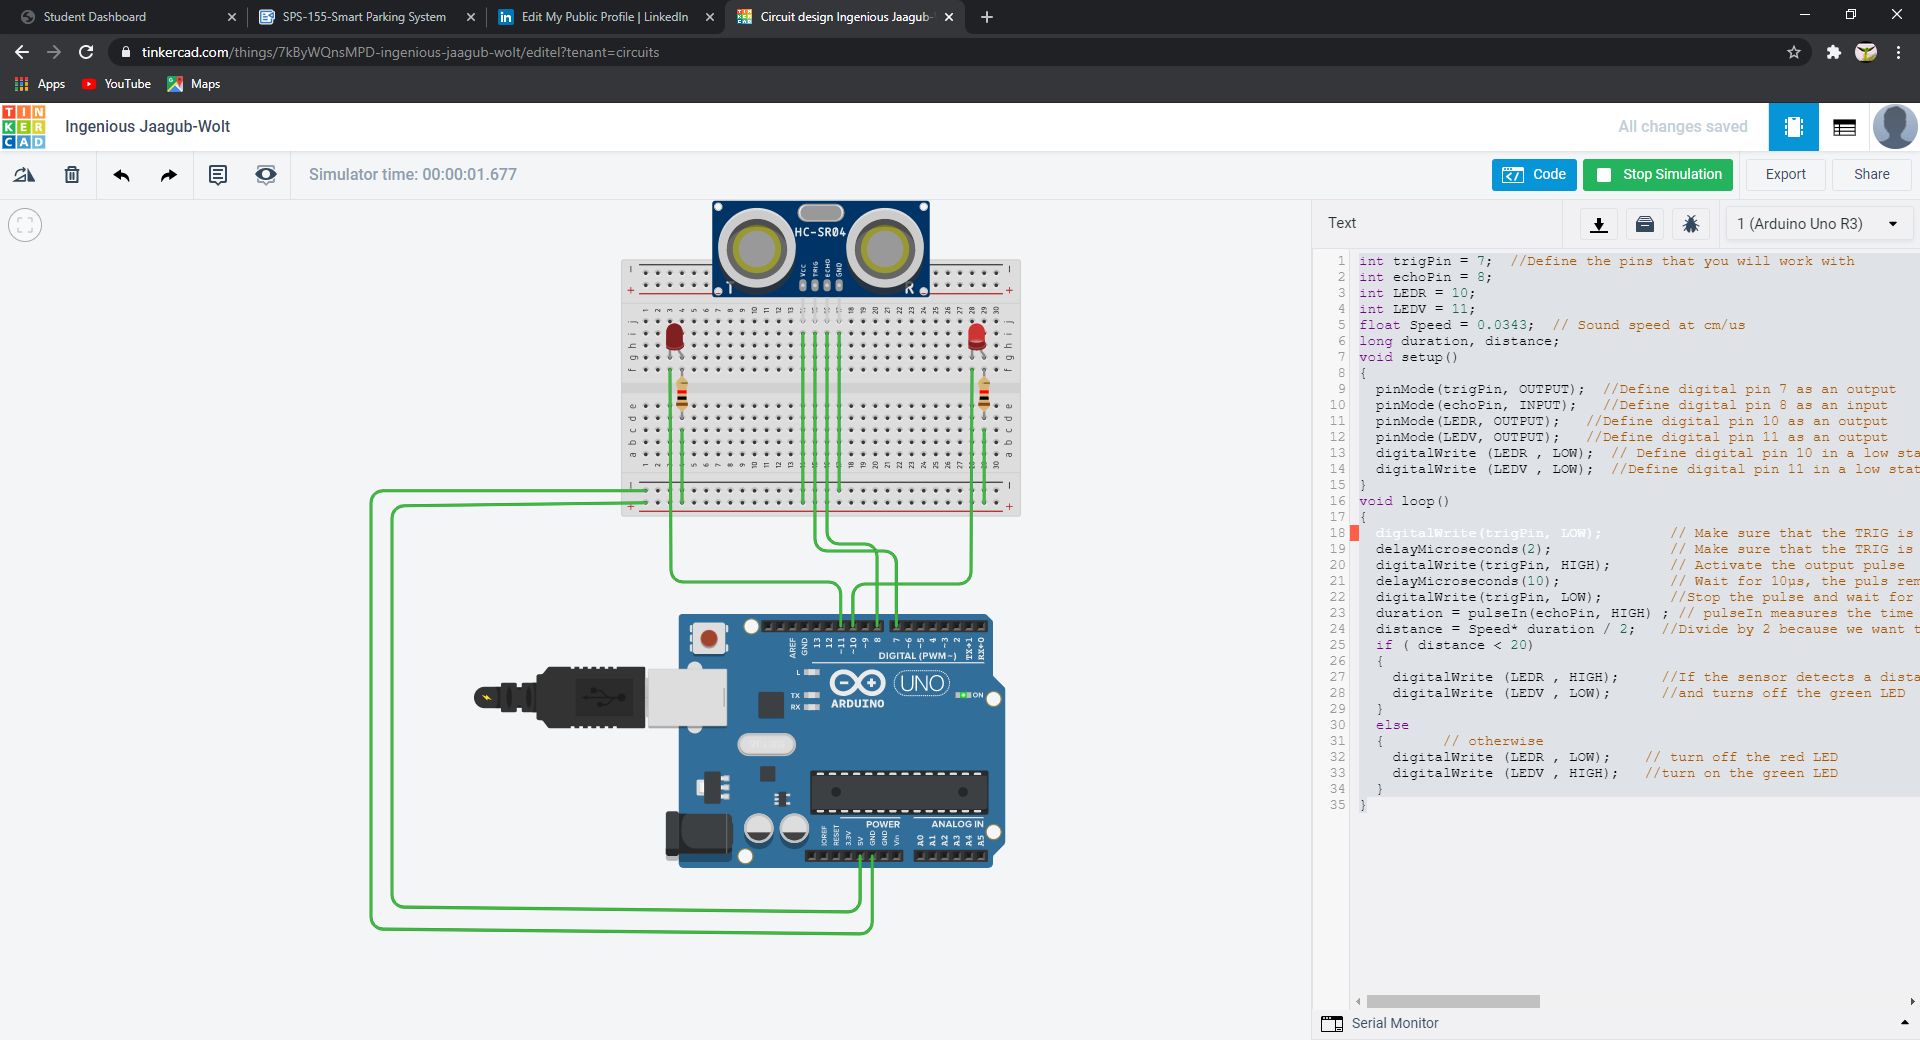 Student Dashboard
SPS-155-Smart Parking System
Edit My Public Profile | LinkedIn
Circuit design Ingenious Jaagub-
tinkercad.com/things/7kByWQnsMPD-ingenious-jaagub-wolt/editel?tenant=circuits
Apps YouTube Maps
TIN
KER
CAD
Ingenious Jaagub-Wolt
All changes saved
Simulator time: 00:00:01.677
Code
Stop Simulation
Export
Share
Text
1 (Arduino Uno R3)
HC-SR04
VCC TRIG ECHO GND
T R
AREF GND 13 12 ~11 ~10 ~9 8 7 ~6 ~5 4 ~3 2 TX→1 RX←0
DIGITAL (PWM~)
L
TX
RX
UNO
ON
ARDUINO
POWER ANALOG IN
IOREF RESET 3.3V 5V GND GND Vin A0 A1 A2 A3 A4 A5
1 int trigPin = 7; //Define the pins that you will work with
2 int echoPin = 8;
3 int LEDR = 10;
4 int LEDV = 11;
5 float Speed = 0.0343; // Sound speed at cm/us
6 long duration, distance;
7 void setup()
8 {
9 pinMode(trigPin, OUTPUT); //Define digital pin 7 as an output
10 pinMode(echoPin, INPUT); //Define digital pin 8 as an input
11 pinMode(LEDR, OUTPUT); //Define digital pin 10 as an output
12 pinMode(LEDV, OUTPUT); //Define digital pin 11 as an output
13 digitalWrite (LEDR , LOW); // Define digital pin 10 in a low sta
14 digitalWrite (LEDV , LOW); //Define digital pin 11 in a low stat
15 }
16 void loop()
17 {
18 digitalWrite(trigPin, LOW); // Make sure that the TRIG is
19 delayMicroseconds(2); // Make sure that the TRIG is
20 digitalWrite(trigPin, HIGH); // Activate the output pulse
21 delayMicroseconds(10); // Wait for 10µs, the puls rem
22 digitalWrite(trigPin, LOW); //Stop the pulse and wait for
23 duration = pulseIn(echoPin, HIGH) ; // pulseIn measures the time
24 distance = Speed* duration / 2; //Divide by 2 because we want t
25 if ( distance < 20)
26 {
27 digitalWrite (LEDR , HIGH); //If the sensor detects a dista
28 digitalWrite (LEDV , LOW); //and turns off the green LED
29 }
30 else
31 { // otherwise
32 digitalWrite (LEDR , LOW); // turn off the red LED
33 digitalWrite (LEDV , HIGH); //turn on the green LED
34 }
35 }
Serial Monitor